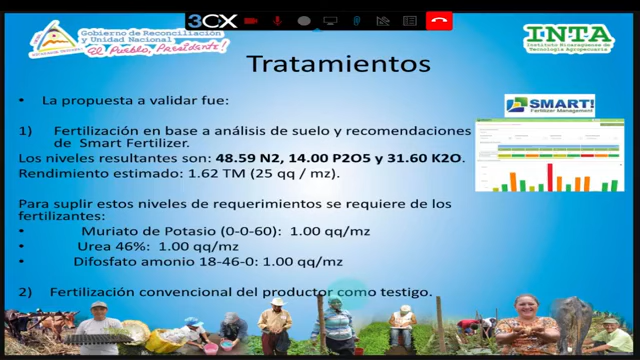 3CX
Gobierno de Reconciliación
y Unidad Nacional
El Pueblo, Presidente!
INTA
Instituto Nicaragüense de
Tecnología Agropecuaria
Tratamientos
• La propuesta a validar fue:
SMART!
Fertilizer Management
1) Fertilización en base a análisis de suelo y recomendaciones
de Smart Fertilizer.
Los niveles resultantes son: 48.59 N2, 14.00 P2O5 y 31.60 K2O.
Rendimiento estimado: 1.62 TM (25 qq / mz).
Para suplir estos niveles de requerimientos se requiere de los
fertilizantes:
• Muriato de Potasio (0-0-60): 1.00 qq/mz
• Urea 46%: 1.00 qq/mz
• Difosfato amonio 18-46-0: 1.00 qq/mz
2) Fertilización convencional del productor como testigo.